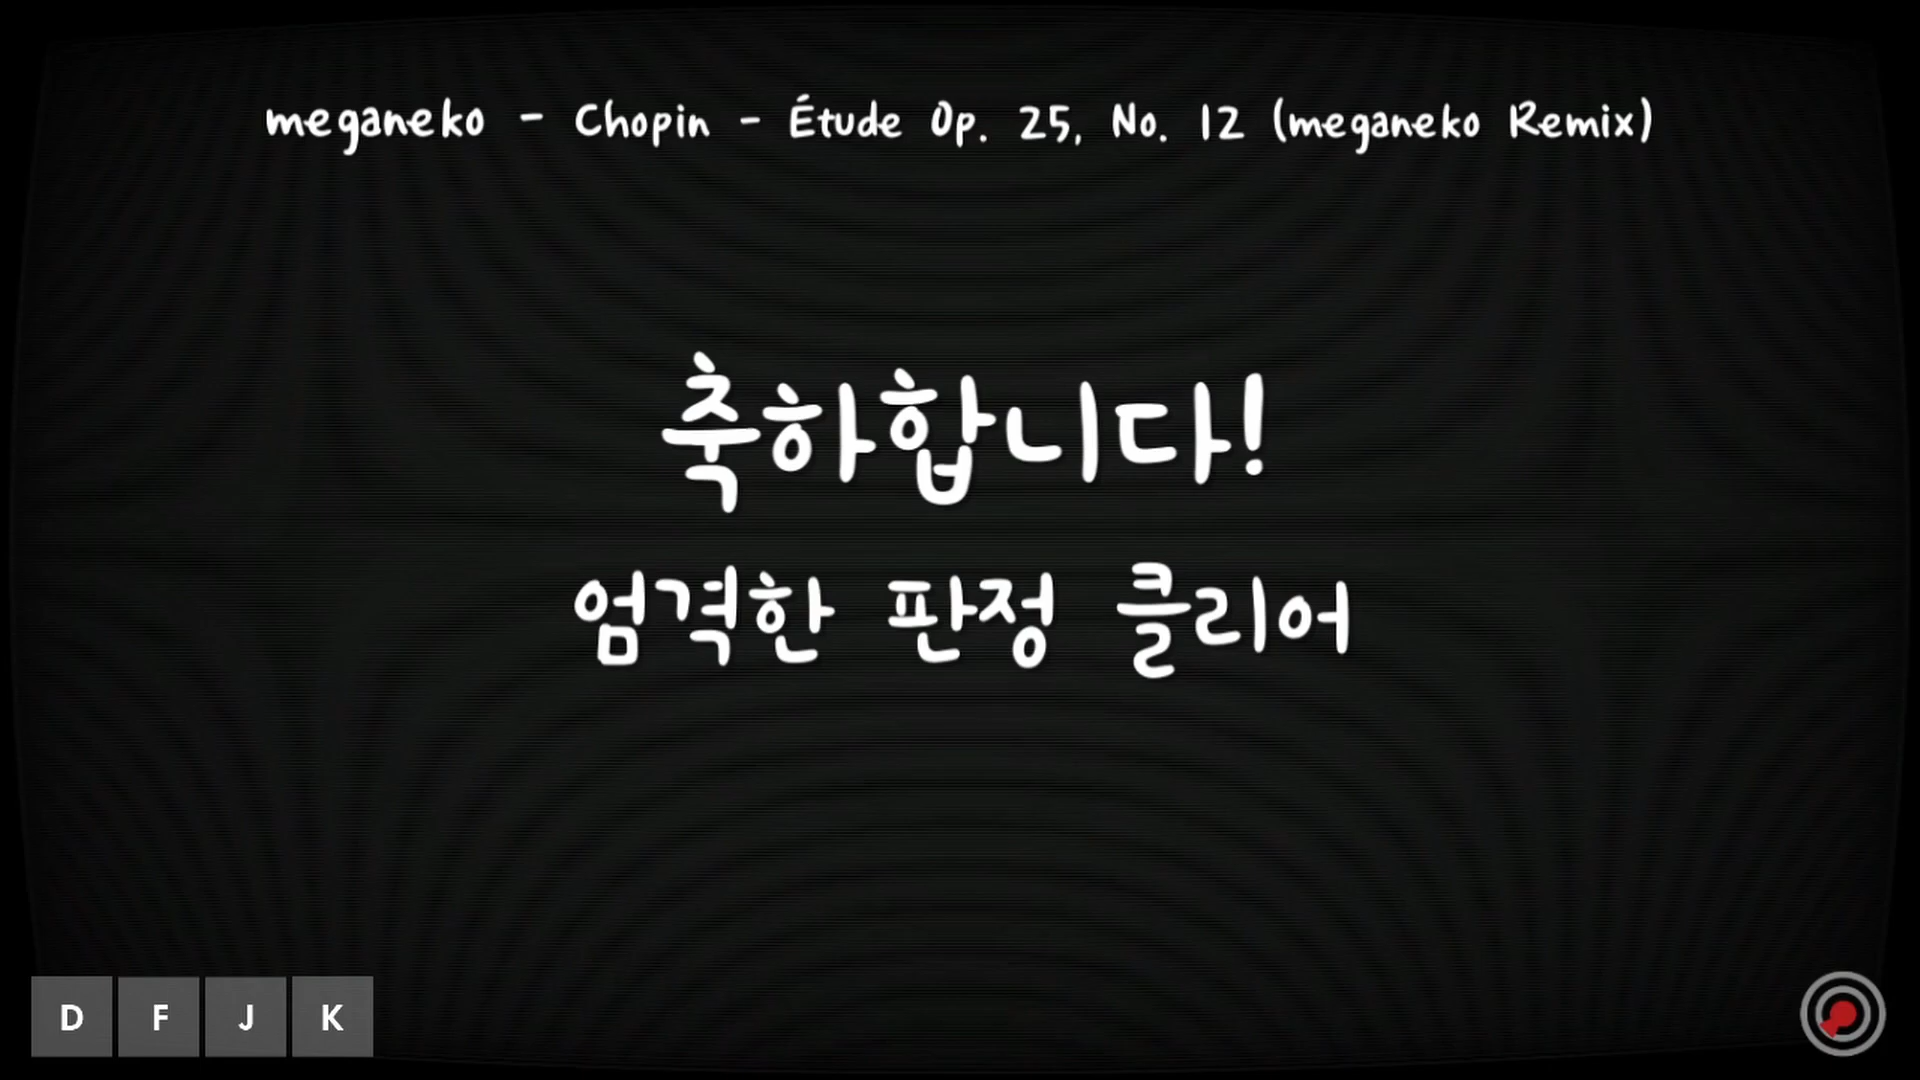 meganeko - Chopin - Étude Op. 25, No. 12 (meganeko Remix)
축하합니다!
엄격한 판정 클리어
D F J K